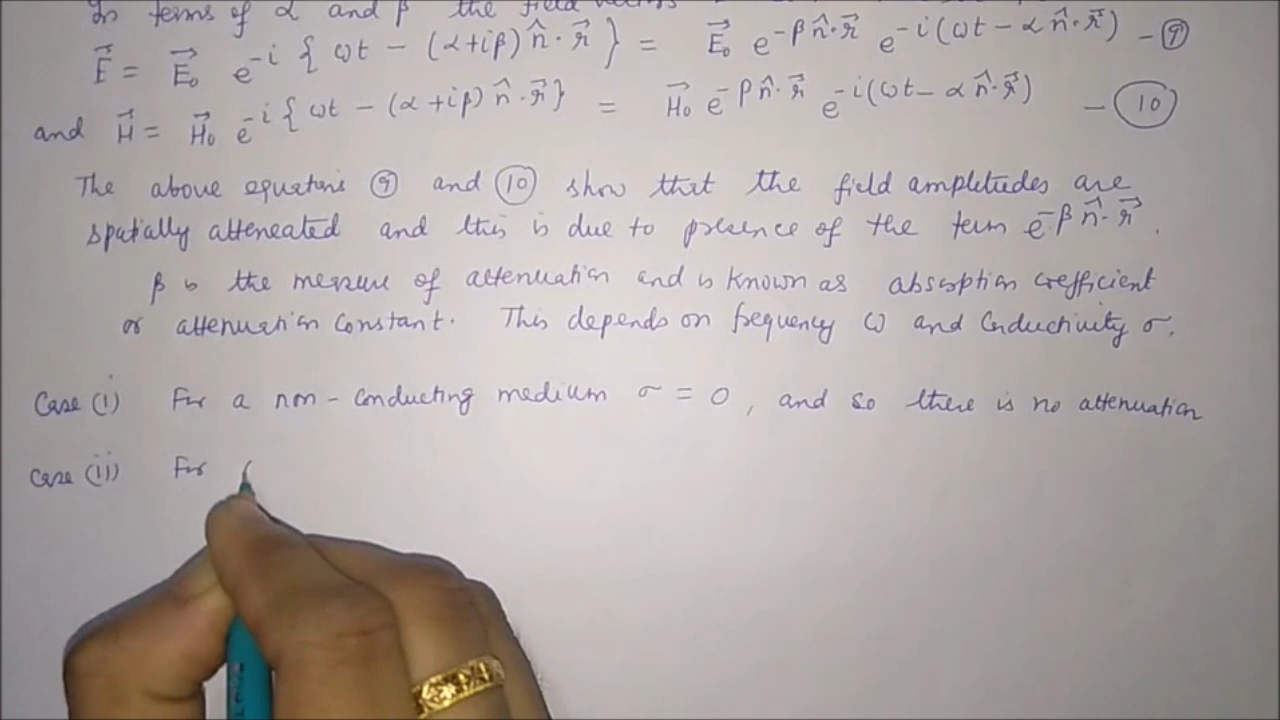 In terms of α and β the field vectors
E⃗ = E⃗₀ e^{-i {ωt - (α+iβ) n̂·r⃗}} = E⃗₀ e^{-β n̂·r⃗} e^{-i(ωt - α n̂·r⃗)} - ⑨
and H⃗ = H⃗₀ e^{-i {ωt - (α+iβ) n̂·r⃗}} = H⃗₀ e^{-β n̂·r⃗} e^{-i(ωt - α n̂·r⃗)} - ⑩
The above equations ⑨ and ⑩ show that the field amplitudes are
spatially atteneated and this is due to presence of the term e^{-β n̂·r⃗}.
β is the measure of attenuation and is known as absorption coefficient
or attenuation constant. This depends on frequency ω and conductivity σ.
Case (i) For a non-conducting medium σ = 0, and so there is no attenuation
Case (ii) For